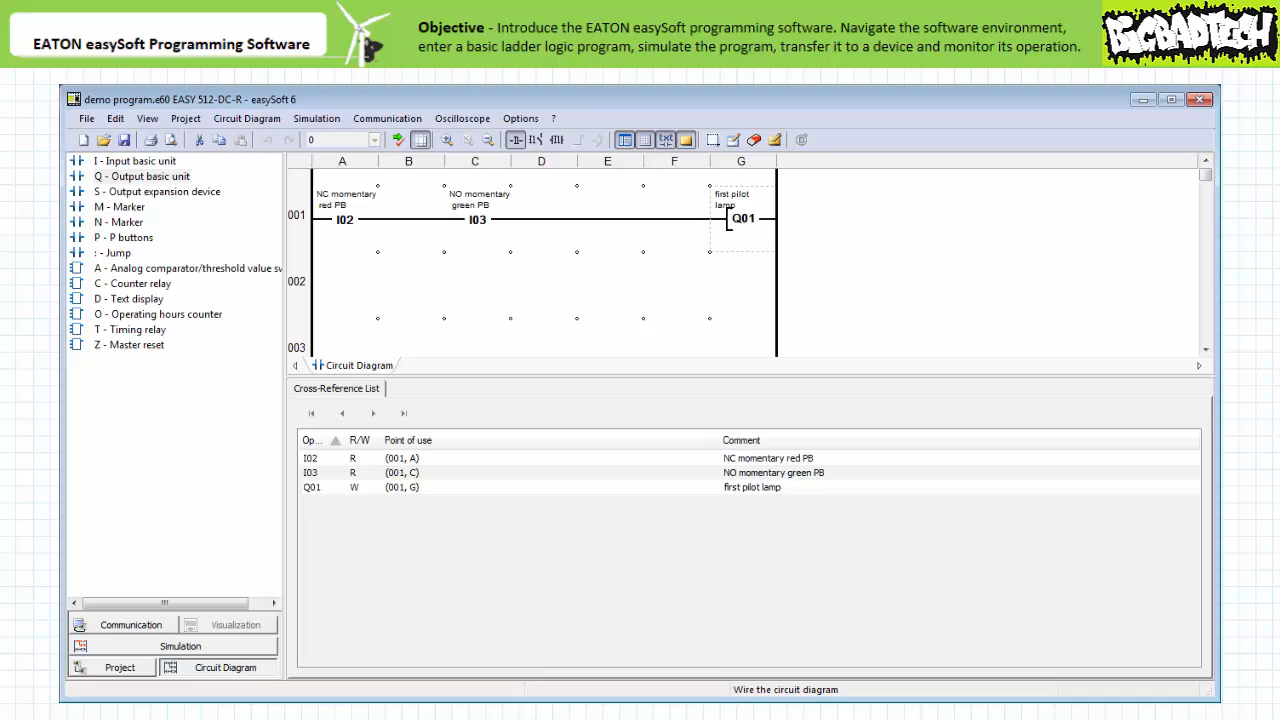 EATON easySoft Programming Software
Objective - Introduce the EATON easySoft programming software. Navigate the software environment,
enter a basic ladder logic program, simulate the program, transfer it to a device and monitor its operation.
BIGBADTECH
demo program.e60 EASY 512-DC-R - easySoft 6
File Edit View Project Circuit Diagram Simulation Communication Oscilloscope Options ?
0
I - Input basic unit
Q - Output basic unit
S - Output expansion device
M - Marker
N - Marker
P - P buttons
: - Jump
A - Analog comparator/threshold value sw
C - Counter relay
D - Text display
O - Operating hours counter
T - Timing relay
Z - Master reset
A B C D E F G
NC momentary
red PB
NO momentary
green PB
first pilot
lamp
001 I02 I03 Q01
002
003
Circuit Diagram
Cross-Reference List
Op... R/W Point of use Comment
I02 R (001, A) NC momentary red PB
I03 R (001, C) NO momentary green PB
Q01 W (001, G) first pilot lamp
Communication Visualization
Simulation
Project Circuit Diagram
Wire the circuit diagram